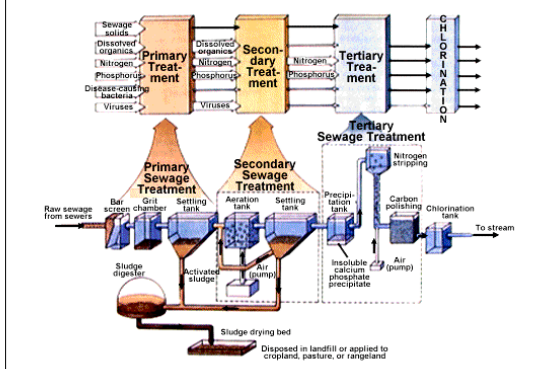 Sewage
solids
Dissolved
organics
Nitrogen
Phosphorus
Disease-causing
bacteria
Viruses
Primary
Treat-
ment
Dissolved
organics
Nitrogen
Phosphorus
Viruses
Secon-
dary
Treat-
ment
Nitrogen
Phosphorus
Tertiary
Trea-
ment
CHLORINATION
Primary
Sewage
Treatment
Secondary
Sewage
Treatment
Tertiary
Sewage Treatment
Raw sewage
from sewers
Bar
screen
Grit
chamber
Settling
tank
Aeration
tank
Settling
tank
Precipi-
tation
tank
Nitrogen
stripping
Carbon
polishing
Chlorination
tank
To stream
Sludge
digester
Activated
sludge
Air
(pump)
Insoluble
calcium
phosphate
precipitate
Air
(pump)
Sludge drying bed
Disposed in landfill or applied to
cropland, pasture, or rangeland